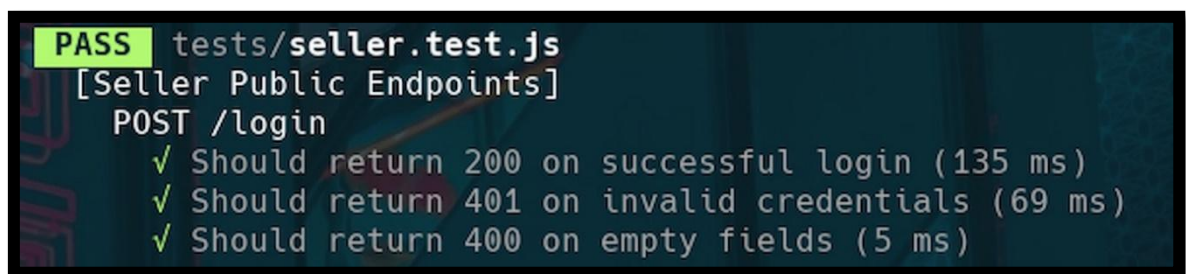 PASS tests/seller.test.js
[Seller Public Endpoints]
POST /login
√ Should return 200 on successful login (135 ms)
√ Should return 401 on invalid credentials (69 ms)
√ Should return 400 on empty fields (5 ms)